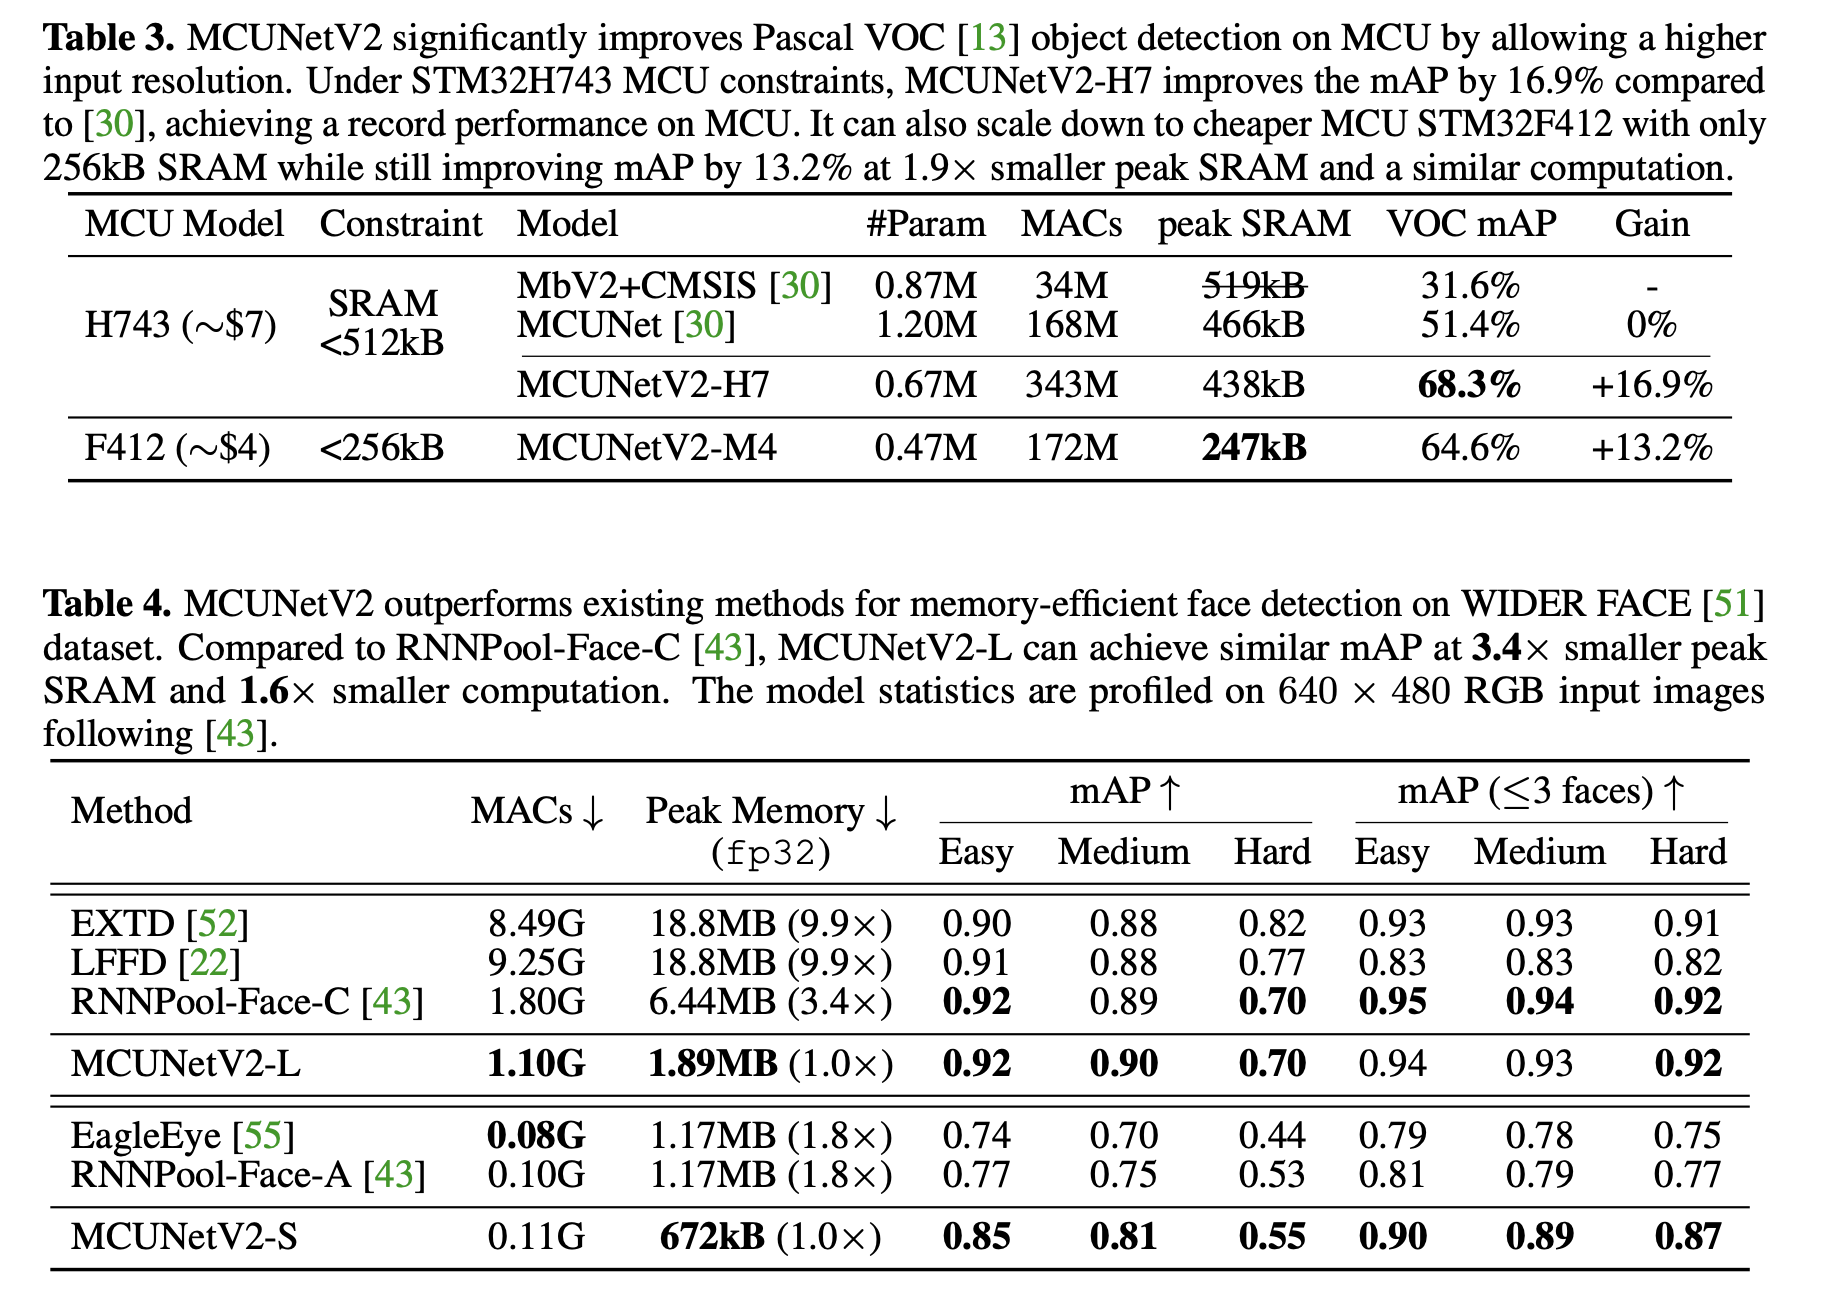 Table 3. MCUNetV2 significantly improves Pascal VOC [13] object detection on MCU by allowing a higher
input resolution. Under STM32H743 MCU constraints, MCUNetV2-H7 improves the mAP by 16.9% compared
to [30], achieving a record performance on MCU. It can also scale down to cheaper MCU STM32F412 with only
256kB SRAM while still improving mAP by 13.2% at 1.9× smaller peak SRAM and a similar computation.
MCU Model Constraint Model #Param MACs peak SRAM VOC mAP Gain
H743 (~$7) SRAM <512kB MbV2+CMSIS [30] 0.87M 34M 519kB 31.6% -
MCUNet [30] 1.20M 168M 466kB 51.4% 0%
MCUNetV2-H7 0.67M 343M 438kB 68.3% +16.9%
F412 (~$4) <256kB MCUNetV2-M4 0.47M 172M 247kB 64.6% +13.2%
Table 4. MCUNetV2 outperforms existing methods for memory-efficient face detection on WIDER FACE [51]
dataset. Compared to RNNPool-Face-C [43], MCUNetV2-L can achieve similar mAP at 3.4× smaller peak
SRAM and 1.6× smaller computation. The model statistics are profiled on 640 × 480 RGB input images
following [43].
Method MACs ↓ Peak Memory ↓ (fp32) mAP ↑ mAP (≤3 faces) ↑
Easy Medium Hard Easy Medium Hard
EXTD [52] 8.49G 18.8MB (9.9×) 0.90 0.88 0.82 0.93 0.93 0.91
LFFD [22] 9.25G 18.8MB (9.9×) 0.91 0.88 0.77 0.83 0.83 0.82
RNNPool-Face-C [43] 1.80G 6.44MB (3.4×) 0.92 0.89 0.70 0.95 0.94 0.92
MCUNetV2-L 1.10G 1.89MB (1.0×) 0.92 0.90 0.70 0.94 0.93 0.92
EagleEye [55] 0.08G 1.17MB (1.8×) 0.74 0.70 0.44 0.79 0.78 0.75
RNNPool-Face-A [43] 0.10G 1.17MB (1.8×) 0.77 0.75 0.53 0.81 0.79 0.77
MCUNetV2-S 0.11G 672kB (1.0×) 0.85 0.81 0.55 0.90 0.89 0.87